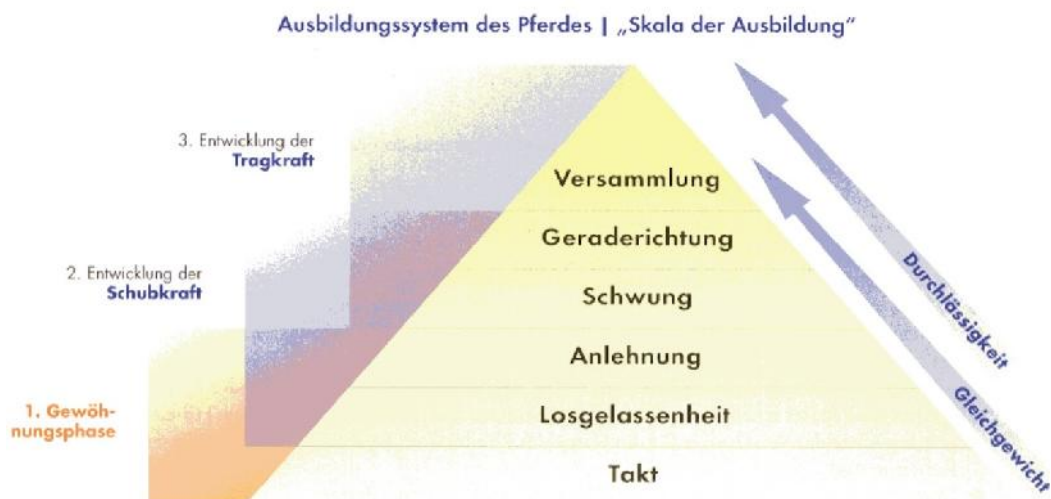 Ausbildungssystem des Pferdes | „Skala der Ausbildung“
3. Entwicklung der
Tragkraft
2. Entwicklung der
Schubkraft
1. Gewöh-
nungsphase
Versammlung
Geraderichtung
Schwung
Anlehnung
Losgelassenheit
Takt
Durchlässigkeit
Gleichgewicht